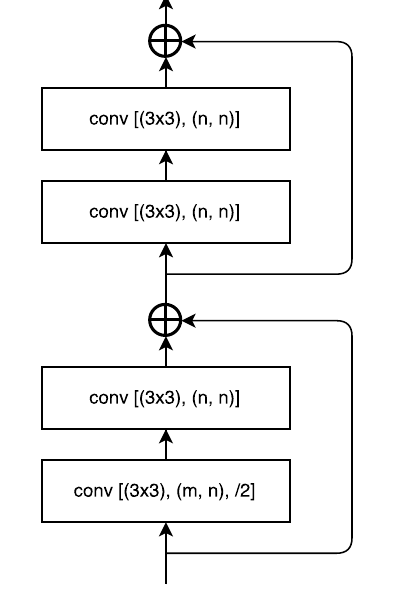 conv [(3x3), (n, n)]
conv [(3x3), (n, n)]
conv [(3x3), (n, n)]
conv [(3x3), (m, n), /2]